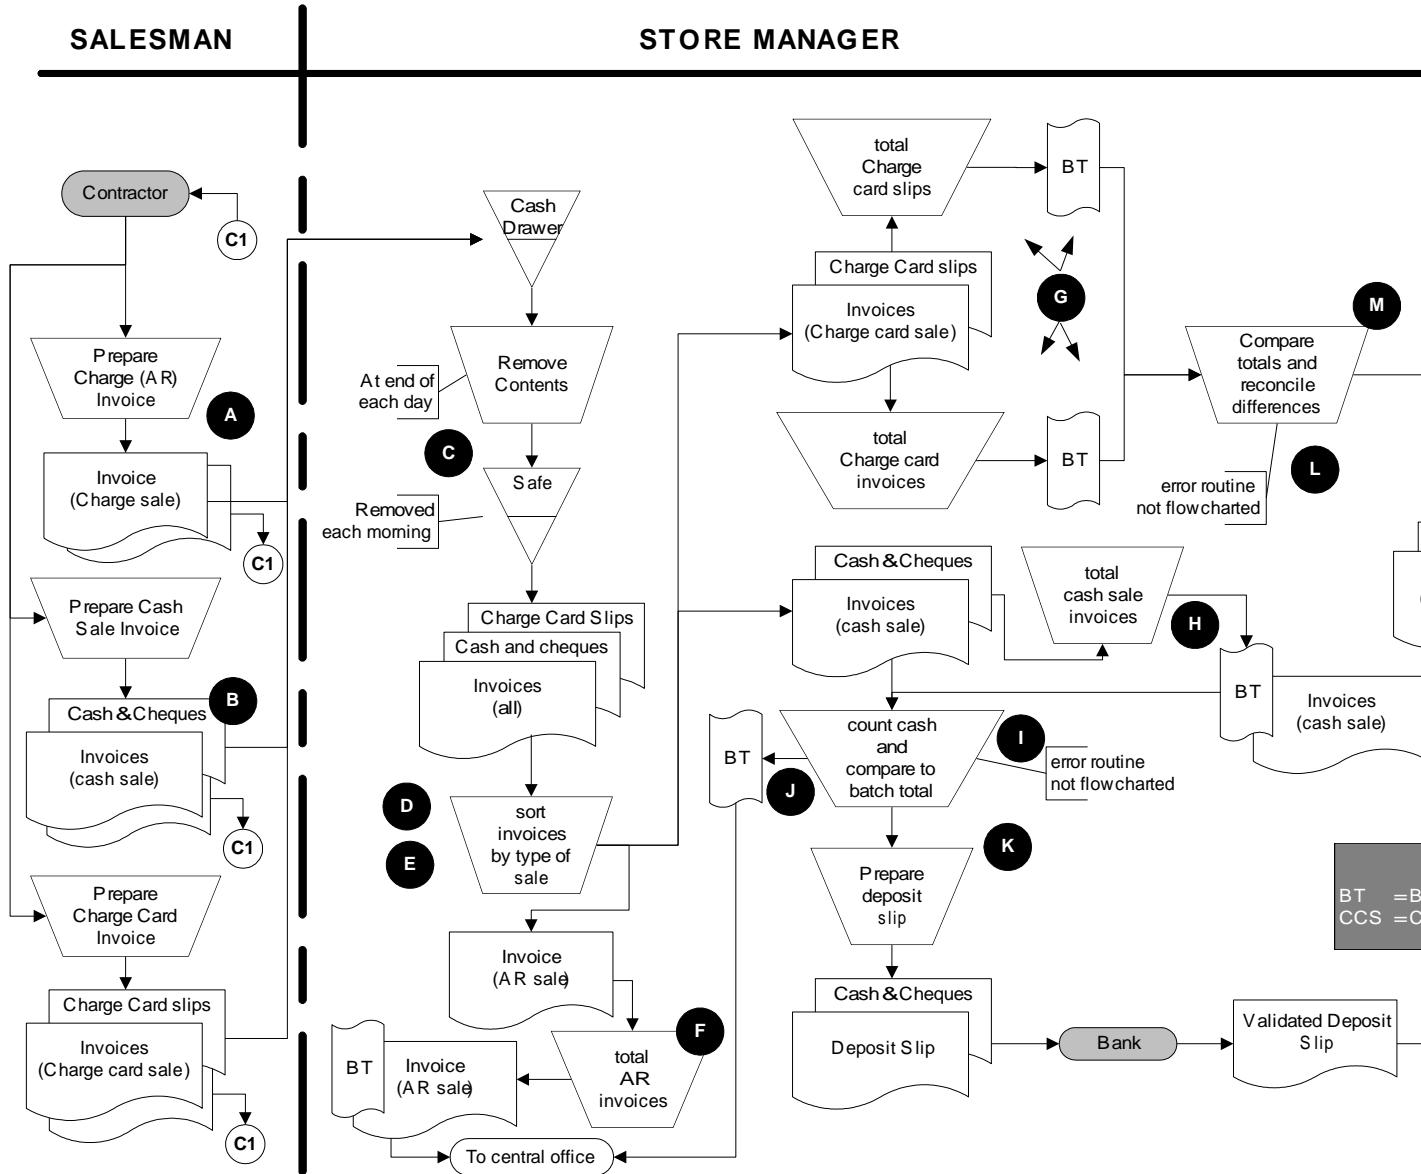 SALESMAN
STORE MANAGER
Contractor
C1
Prepare
Charge (AR)
Invoice
A
Invoice
(Charge sale)
C1
Prepare Cash
Sale Invoice
B
Cash & Cheques
Invoices
(cash sale)
C1
Prepare
Charge Card
Invoice
Charge Card slips
Invoices
(Charge card sale)
C1
Cash
Drawer
Remove
Contents
At end of
each day
C
Safe
Removed
each morning
Charge Card Slips
Cash and cheques
Invoices
(all)
D
E
sort
invoices
by type of
sale
Invoice
(AR sale)
F
total
AR
invoices
BT
Invoice
(AR sale)
To central office
total
Charge
card slips
BT
Charge Card slips
Invoices
(Charge card sale)
G
total
Charge card
invoices
BT
M
Compare
totals and
reconcile
differences
L
error routine
not flowcharted
Cash & Cheques
Invoices
(cash sale)
total
cash sale
invoices
H
BT
Invoices
(cash sale)
count cash
and
compare to
batch total
I
error routine
not flowcharted
BT
J
K
Prepare
deposit
slip
Cash & Cheques
Deposit Slip
Bank
Validated Deposit
Slip
BT = B
CCS = C